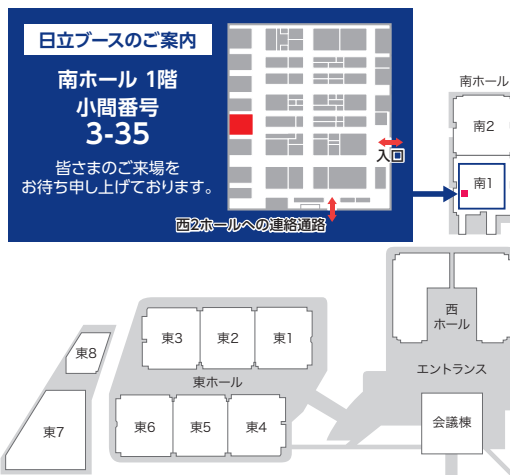 日立ブースのご案内
南ホール 1階
小間番号
3-35
皆さまのご来場を
お待ち申し上げております。
入口
西2ホールへの連絡通路
南ホール
南2
南1
西
ホール
エントランス
会議棟
東8
東7
東3
東2
東1
東ホール
東6
東5
東4